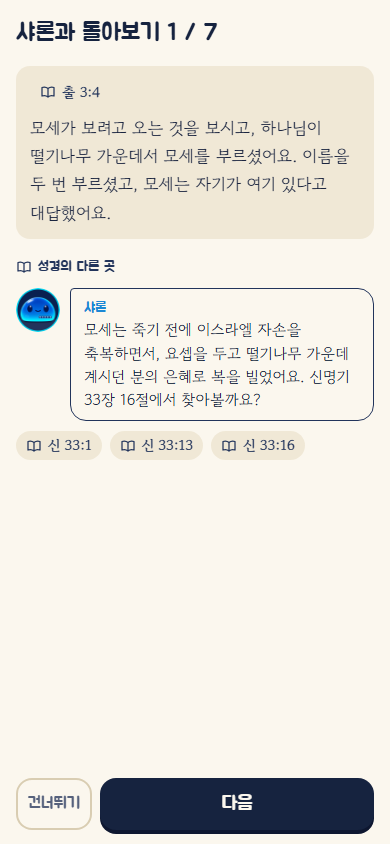 샤론과 돌아보기 1 / 7
출 3:4
모세가 보려고 오는 것을 보시고, 하나님이
떨기나무 가운데서 모세를 부르셨어요. 이름을
두 번 부르셨고, 모세는 자기가 여기 있다고
대답했어요.
성경의 다른 곳
샤론
모세는 죽기 전에 이스라엘 자손을
축복하면서, 요셉을 두고 떨기나무 가운데
계시던 분의 은혜로 복을 빌었어요. 신명기
33장 16절에서 찾아볼까요?
신 33:1 신 33:13 신 33:16
건너뛰기 다음